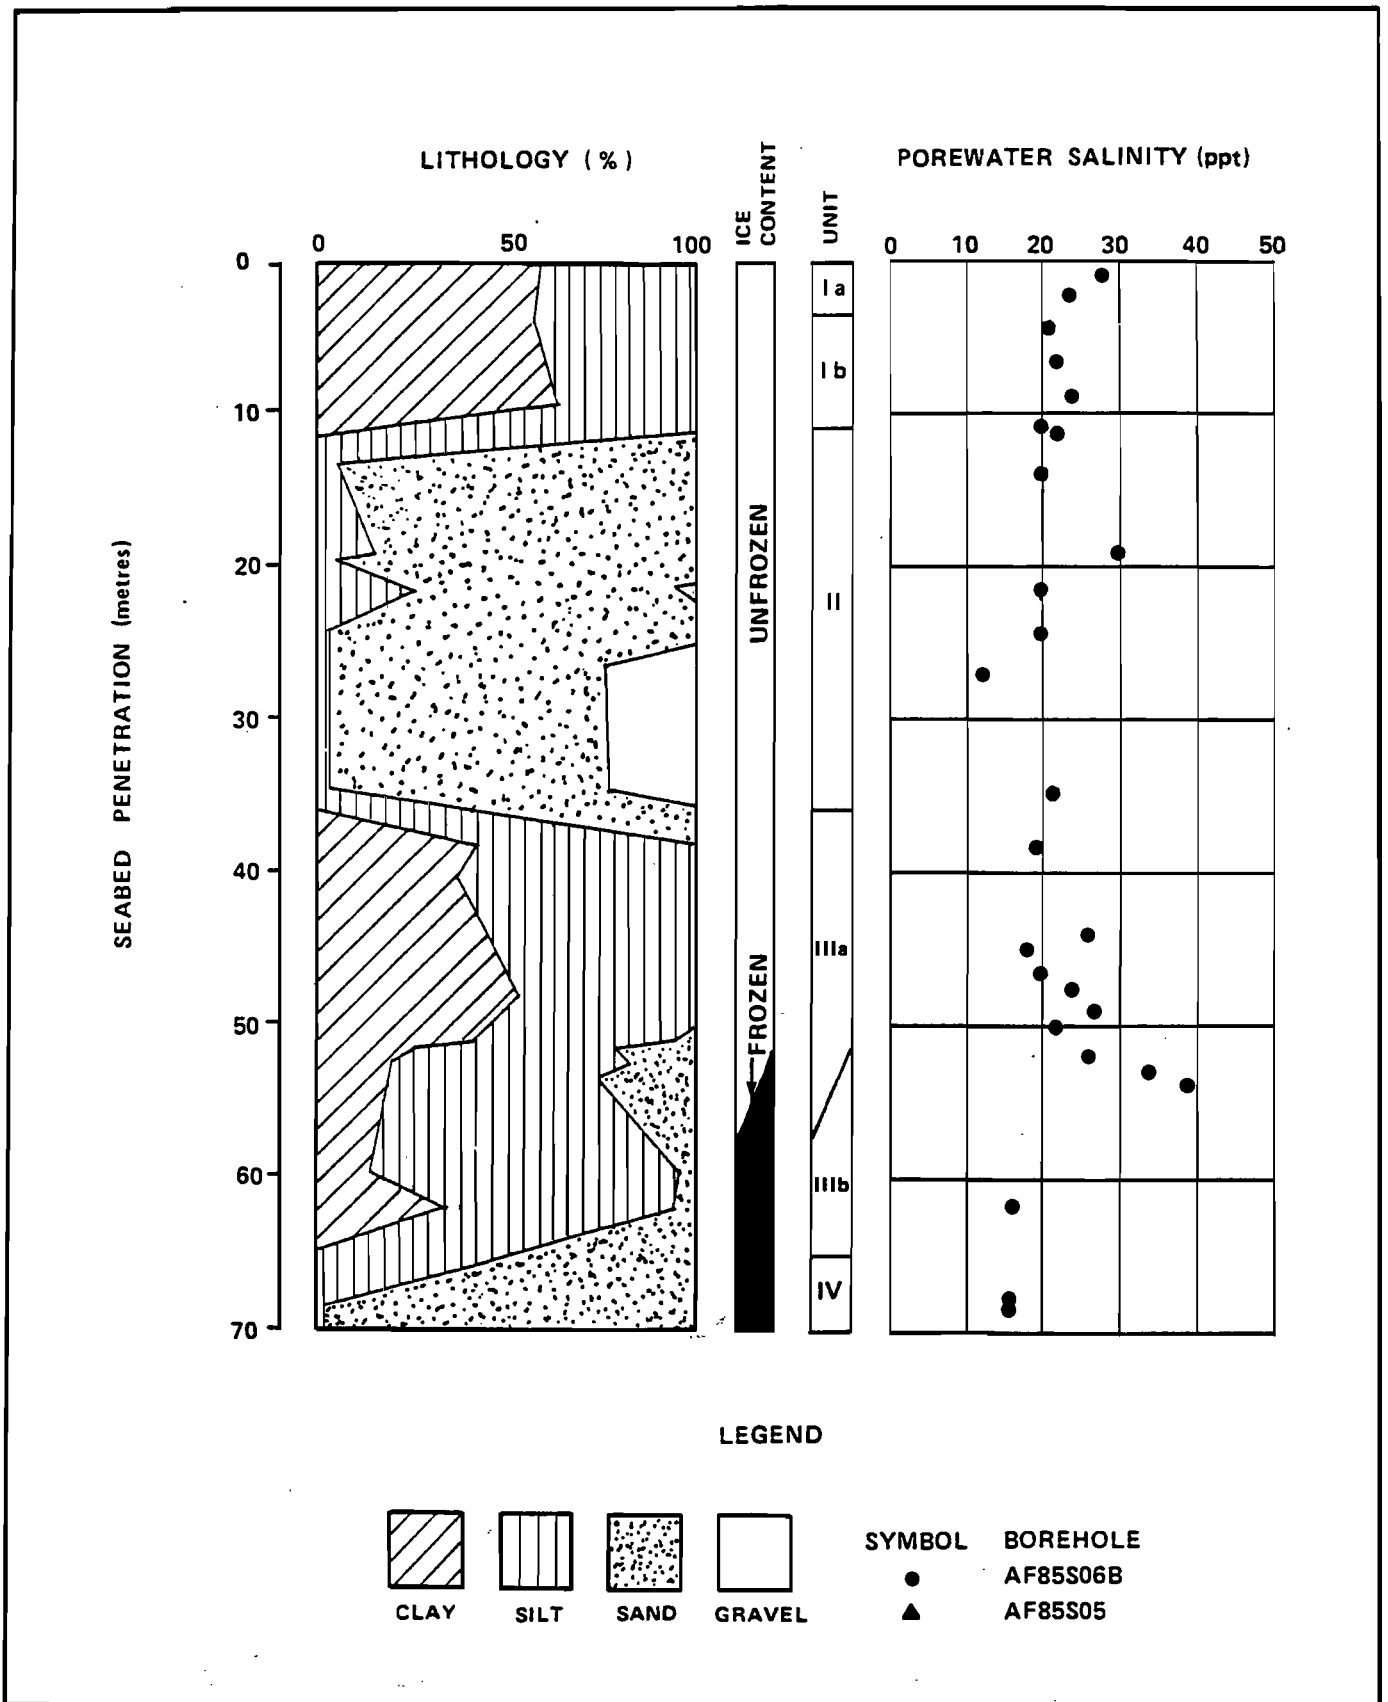 LITHOLOGY (%)
ICE CONTENT
UNIT
POREWATER SALINITY (ppt)
0 50 100
0 10 20 30 40 50
SEABED PENETRATION (metres)
0
10
20
30
40
50
60
70
UNFROZEN
FROZEN
Ia
Ib
II
IIIa
IIIb
IV
LEGEND
CLAY SILT SAND GRAVEL
SYMBOL BOREHOLE
AF85S06B
AF85S05